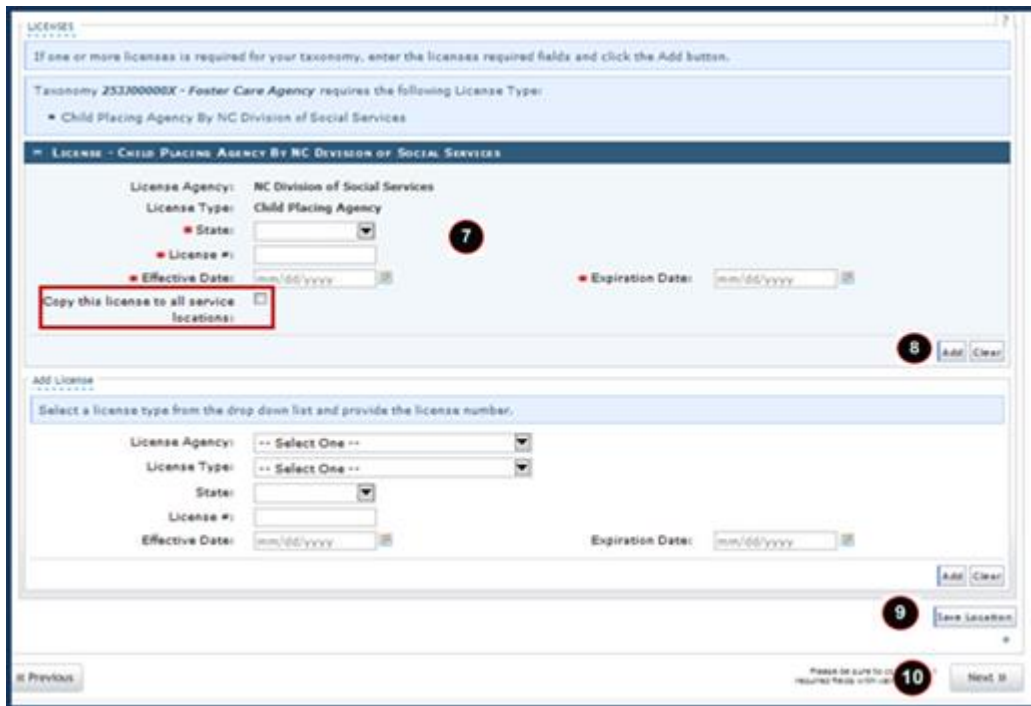 LICENSES
?
If one or more licenses is required for your taxonomy, enter the licenses required fields and click the Add button.
Taxonomy 253J00000X - Foster Care Agency requires the following License Type:
• Child Placing Agency By NC Division of Social Services
− LICENSE - CHILD PLACING AGENCY BY NC DIVISION OF SOCIAL SERVICES
License Agency: NC Division of Social Services
License Type: Child Placing Agency
* State:
7
* License #:
* Effective Date: mm/dd/yyyy * Expiration Date: mm/dd/yyyy
Copy this license to all service
locations:
8 Add Clear
Add License
Select a license type from the drop down list and provide the license number.
License Agency: -- Select One --
License Type: -- Select One --
State:
License #:
Effective Date: mm/dd/yyyy Expiration Date: mm/dd/yyyy
Add Clear
9 Save Location
« Previous
Please be sure to
required fields with
10 Next »